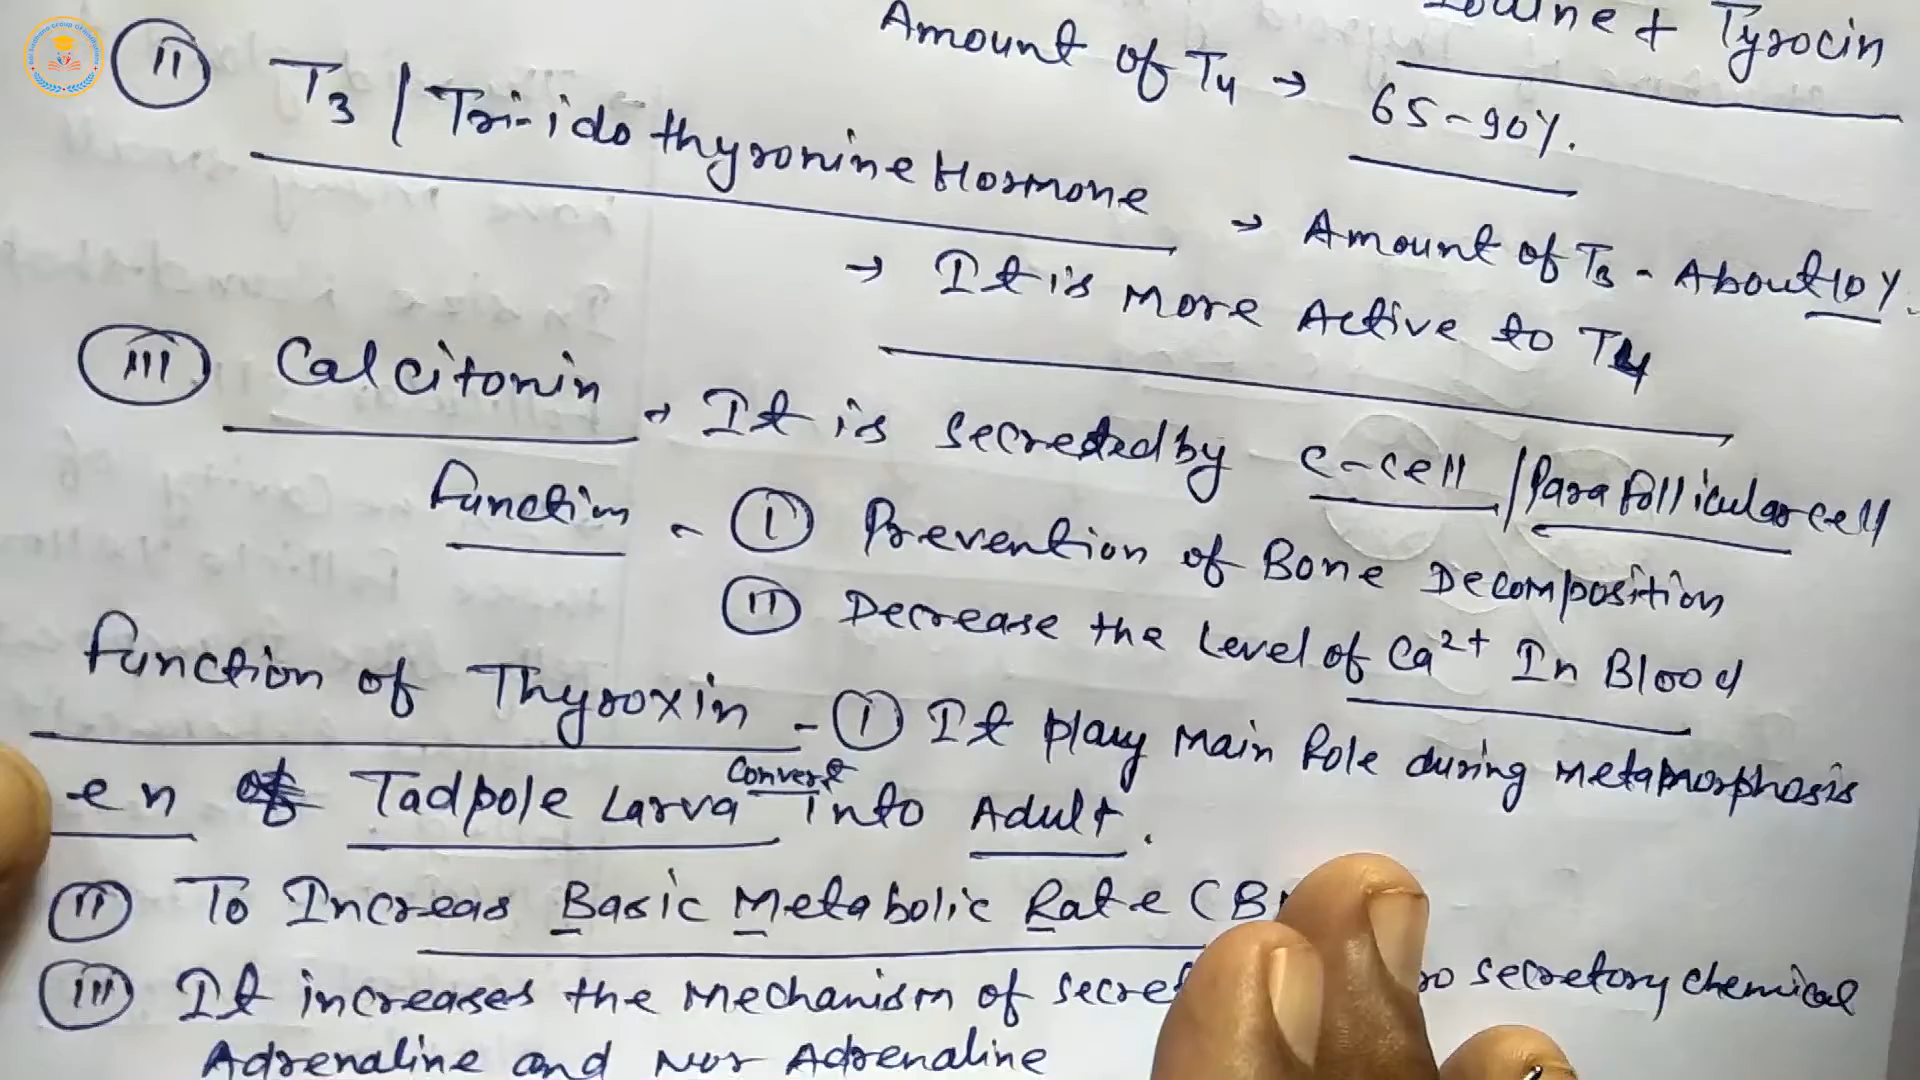 Iodine + Tyrocin
Amount of T4 → 65-90%.
(II) T3 / Tri-ido thyronine Hormone
→ Amount of T3 - About 10%.
→ It is more Active to T4
(III) Calcitonin → It is secreted by c-cell / Parafollicular cell
Function - (I) Prevention of Bone Decomposition
(II) Decrease the Level of Ca2+ In Blood
Function of Thyroxin - (I) It play main Role during metamorphosis
en of Tadpole Larva convert into Adult.
(II) To Increas Basic Metabolic Rate (B
(III) It increases the mechanism of secret secretory chemical
Adrenaline and Nor Adrenaline